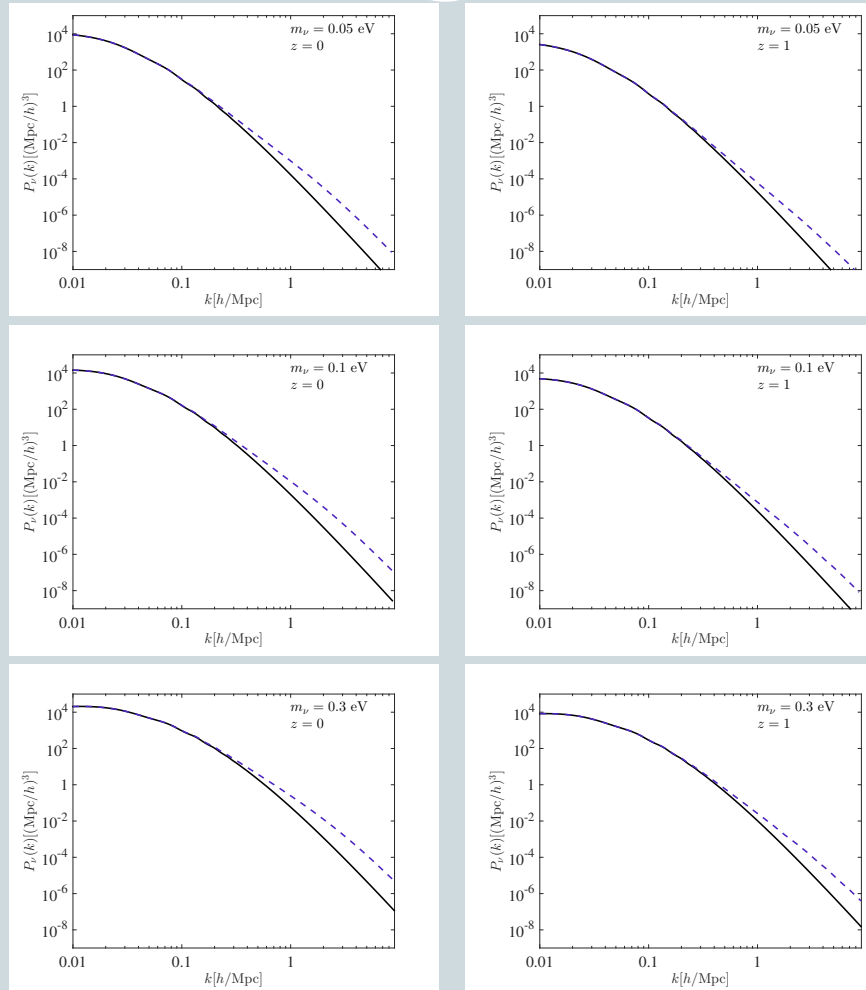 m_ν = 0.05 eV
z = 0
10^4
10^2
1
10^-2
10^-4
10^-6
10^-8
P_ν(k)[(Mpc/h)^3]
0.01 0.1 1
k[h/Mpc]
m_ν = 0.05 eV
z = 1
10^4
10^2
1
10^-2
10^-4
10^-6
10^-8
P_ν(k)[(Mpc/h)^3]
0.01 0.1 1
k[h/Mpc]
m_ν = 0.1 eV
z = 0
10^4
10^2
1
10^-2
10^-4
10^-6
10^-8
P_ν(k)[(Mpc/h)^3]
0.01 0.1 1
k[h/Mpc]
m_ν = 0.1 eV
z = 1
10^4
10^2
1
10^-2
10^-4
10^-6
10^-8
P_ν(k)[(Mpc/h)^3]
0.01 0.1 1
k[h/Mpc]
m_ν = 0.3 eV
z = 0
10^4
10^2
1
10^-2
10^-4
10^-6
10^-8
P_ν(k)[(Mpc/h)^3]
0.01 0.1 1
k[h/Mpc]
m_ν = 0.3 eV
z = 1
10^4
10^2
1
10^-2
10^-4
10^-6
10^-8
P_ν(k)[(Mpc/h)^3]
0.01 0.1 1
k[h/Mpc]